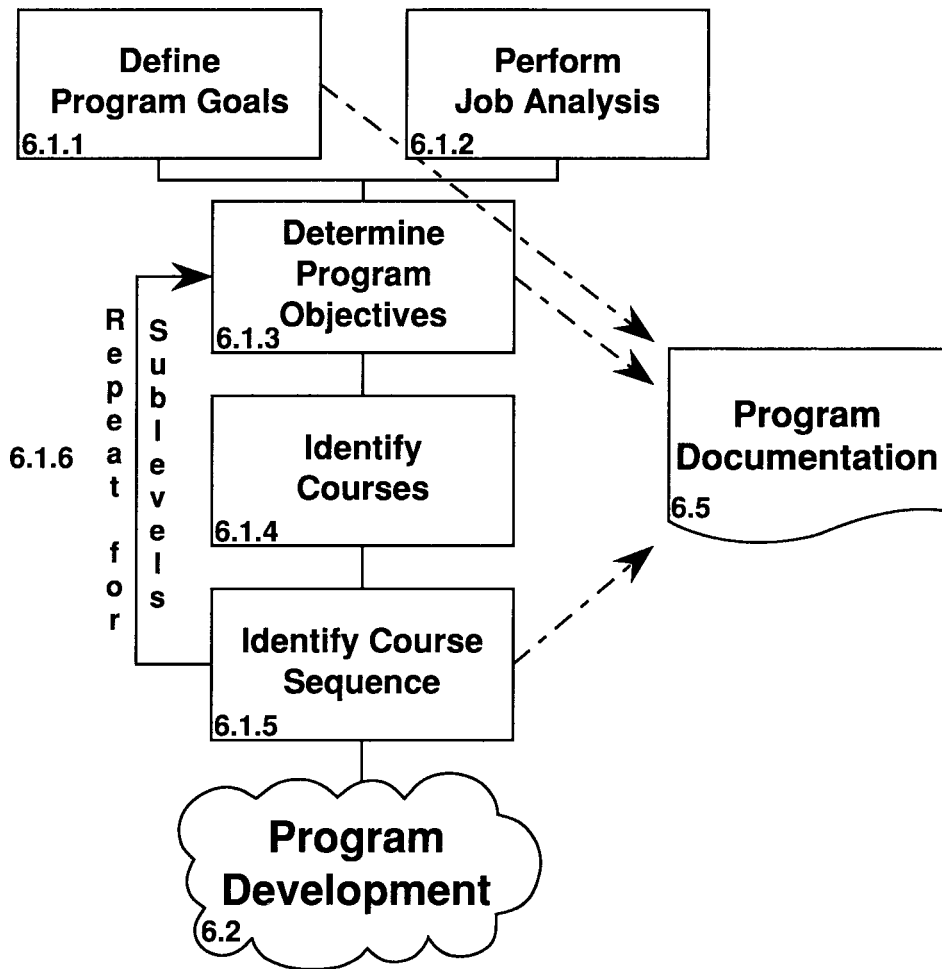 Define
Program Goals
6.1.1
Perform
Job Analysis
6.1.2
Determine
Program
Objectives
6.1.3
Repeat for
Sublevels
6.1.6
Identify
Courses
6.1.4
Program
Documentation
6.5
Identify Course
Sequence
6.1.5
Program
Development
6.2